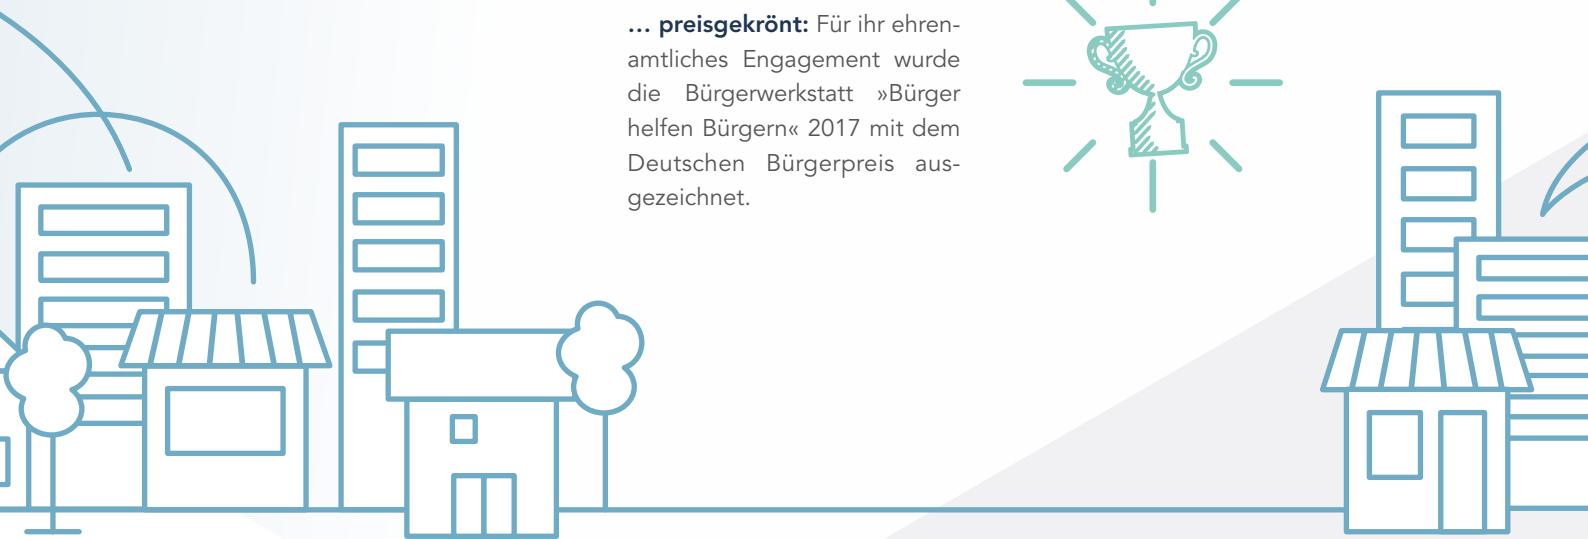 ... preisgekrönt: Für ihr ehren-
amtliches Engagement wurde
die Bürgerwerkstatt »Bürger
helfen Bürgern« 2017 mit dem
Deutschen Bürgerpreis aus-
gezeichnet.